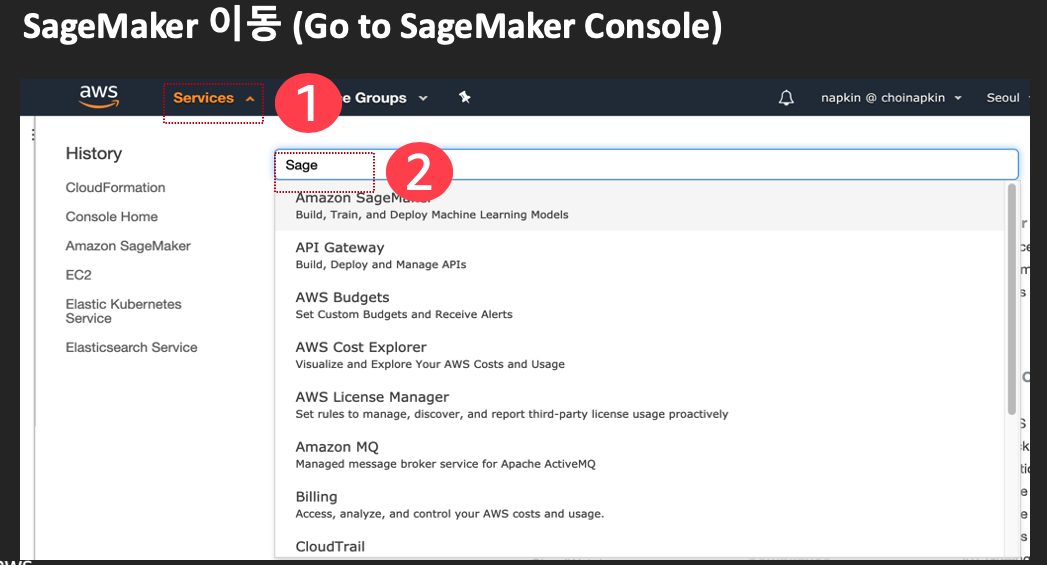 SageMaker 이동 (Go to SageMaker Console)
aws Services 1 e Groups napkin @ choinapkin Seoul
History
CloudFormation
Console Home
Amazon SageMaker
EC2
Elastic Kubernetes
Service
Elasticsearch Service
Sage 2
Amazon SageMaker
Build, Train, and Deploy Machine Learning Models
API Gateway
Build, Deploy and Manage APIs
AWS Budgets
Set Custom Budgets and Receive Alerts
AWS Cost Explorer
Visualize and Explore Your AWS Costs and Usage
AWS License Manager
Set rules to manage, discover, and report third-party license usage proactively
Amazon MQ
Managed message broker service for Apache ActiveMQ
Billing
Access, analyze, and control your AWS costs and usage.
CloudTrail
aws